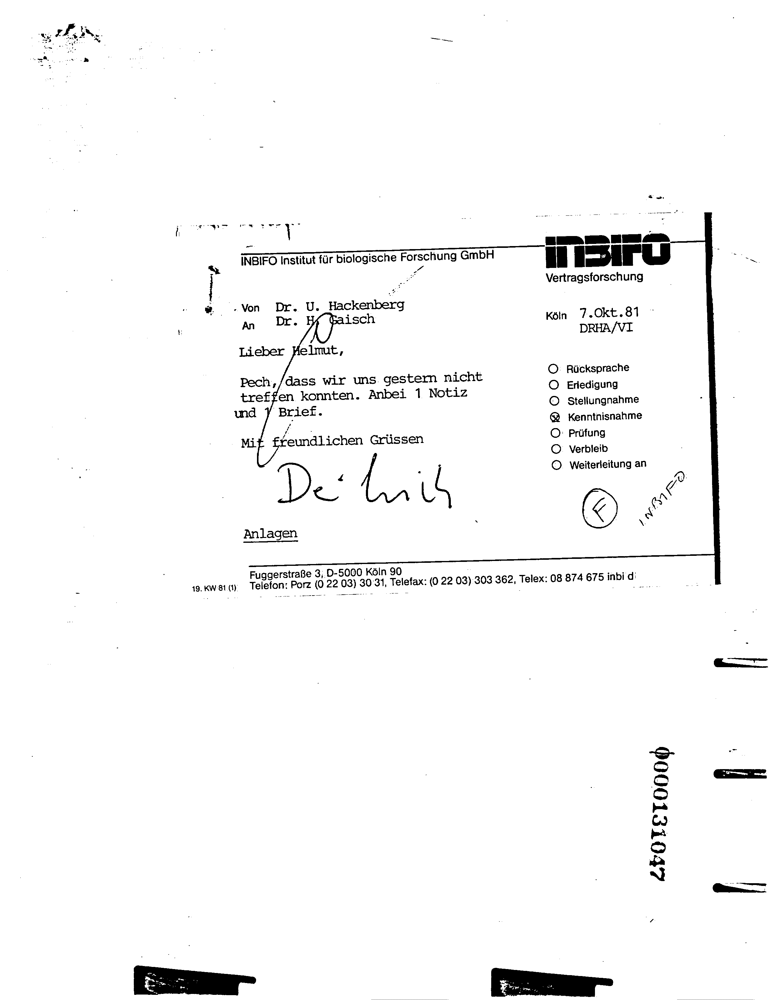 INBIFO Institut für biologische Forschung GmbH
INBIFO
Vertragsforschung
Von Dr. U. Hackenberg
An Dr. H. Gaisch
Köln 7.Okt.81
DRHA/VI
Lieber Helmut,
Pech, dass wir uns gestern nicht
treffen konnten. Anbei 1 Notiz
und 1 Brief.
Mit freundlichen Grüssen
Anlagen
Rücksprache
Erledigung
Stellungnahme
Kenntnisnahme
Prüfung
Verbleib
Weiterleitung an
F
INBIFO
Fuggerstraße 3, D-5000 Köln 90
19. KW 81 (1) Telefon: Porz (0 22 03) 30 31, Telefax: (0 22 03) 303 362, Telex: 08 874 675 inbi d
0000131047